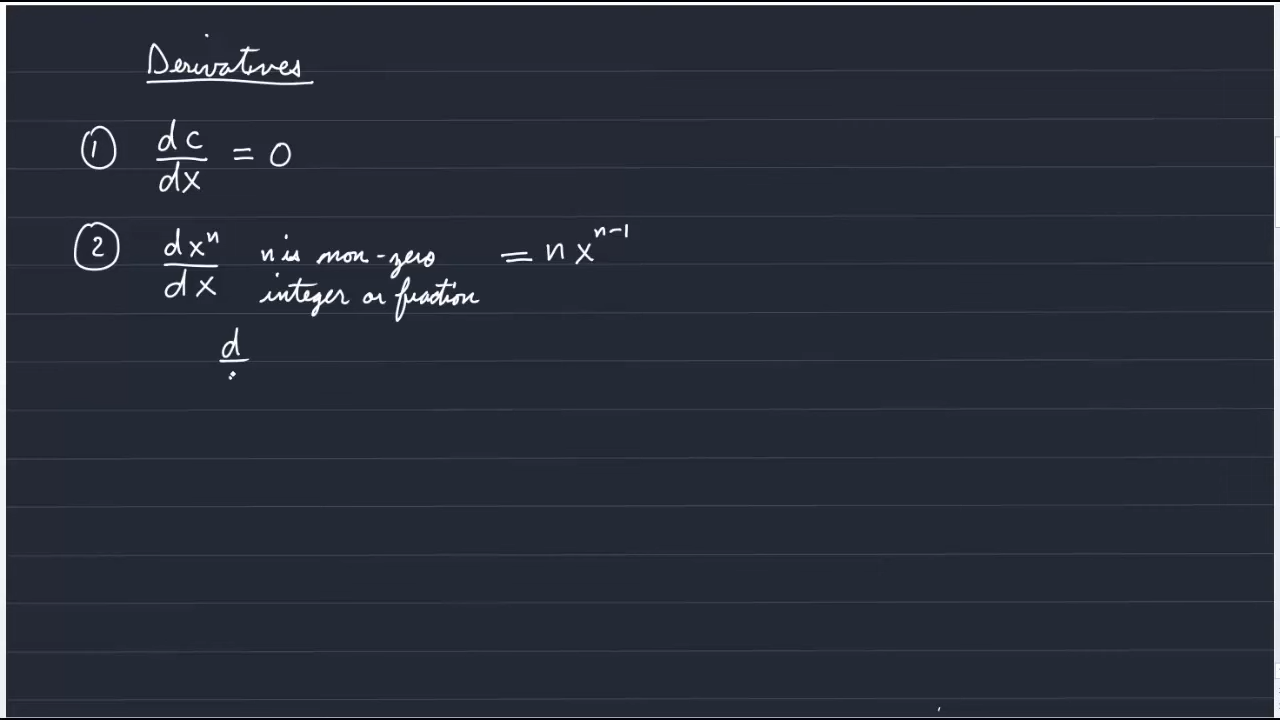 Derivatives
① dc/dx = 0
② dxⁿ/dx n is non-zero integer or fraction = n xⁿ⁻¹
d